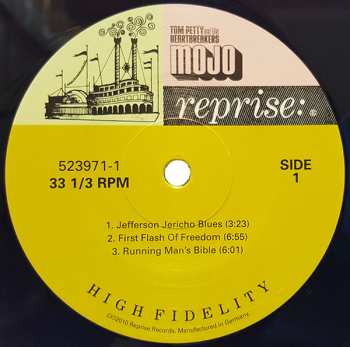 TOM PETTY and the
HEARTBREAKERS
MOJO
reprise:
523971-1
33 1/3 RPM
SIDE
1
1. Jefferson Jericho Blues (3:23)
2. First Flash Of Freedom (6:55)
3. Running Man's Bible (6:01)
HIGH FIDELITY
℗©2010 Reprise Records. Manufactured in Germany.